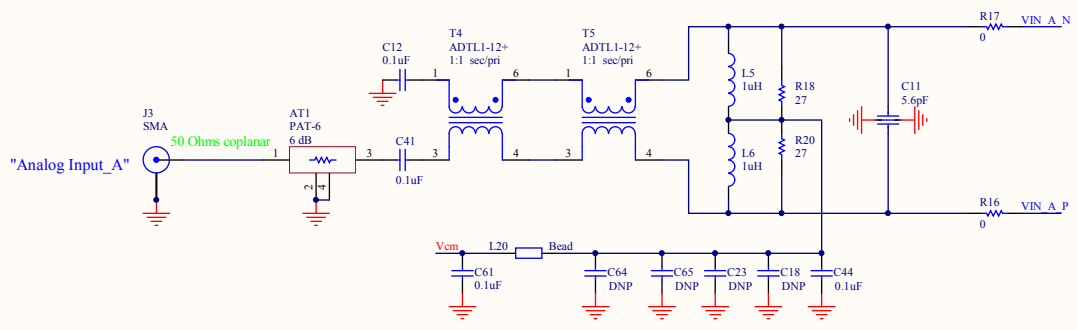 R17
0
VIN_A_N
T4
ADTL1-12+
1:1  sec/pri
T5
ADTL1-12+
1:1  sec/pri
C12
0.1uF
1
6
1
6
L5
1uH
R18
27
C11
5.6pF
J3
SMA
50 Ohms coplanar
AT1
PAT-6
6 dB
"Analog Input_A"
1
3
2
4
C41
0.1uF
3
4
3
4
L6
1uH
R20
27
R16
0
VIN_A_P
Vcm
L20
Bead
C61
0.1uF
C64
DNP
C65
DNP
C23
DNP
C18
DNP
C44
0.1uF